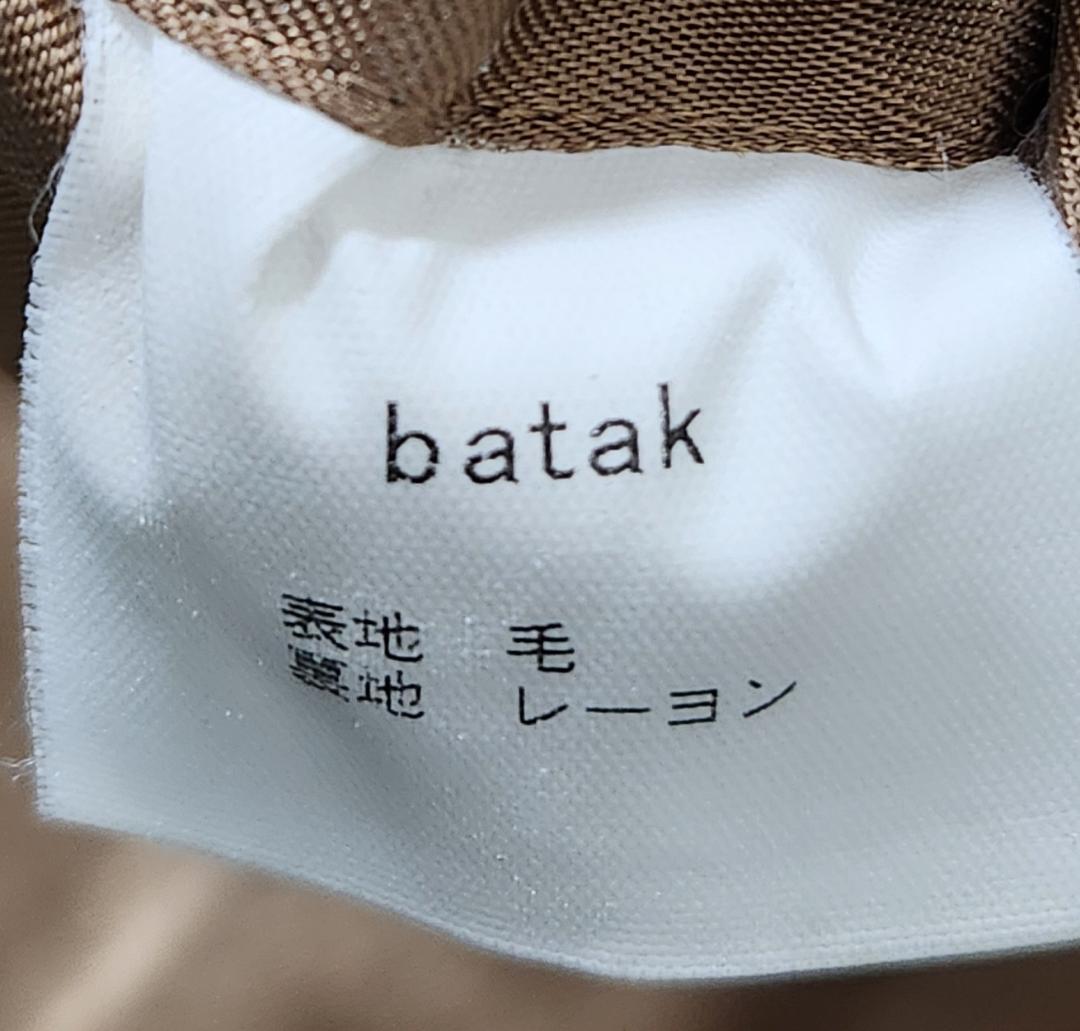 batak
表地 毛
裏地 レーヨン